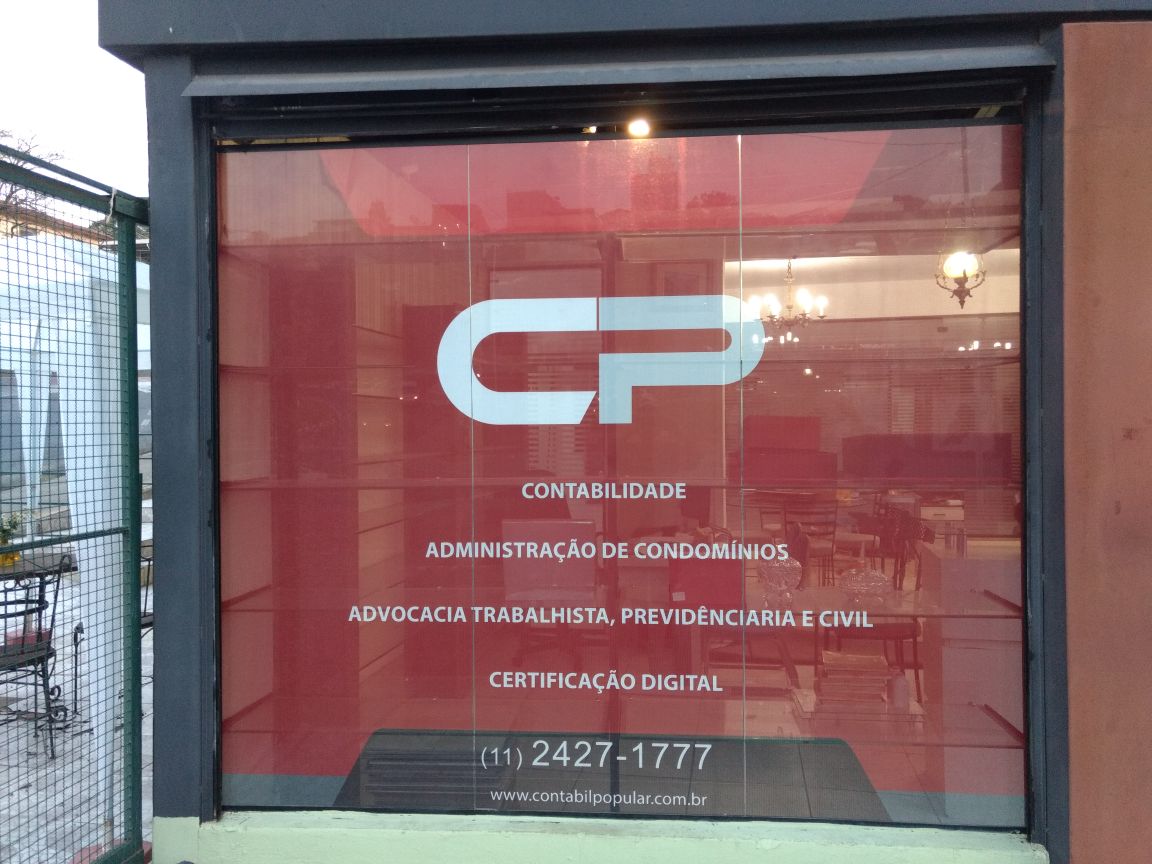 CP
CONTABILIDADE
ADMINISTRAÇÃO DE CONDOMÍNIOS
ADVOCACIA TRABALHISTA, PREVIDÊNCIARIA E CIVIL
CERTIFICAÇÃO DIGITAL
(11) 2427-1777
www.contabilpopular.com.br